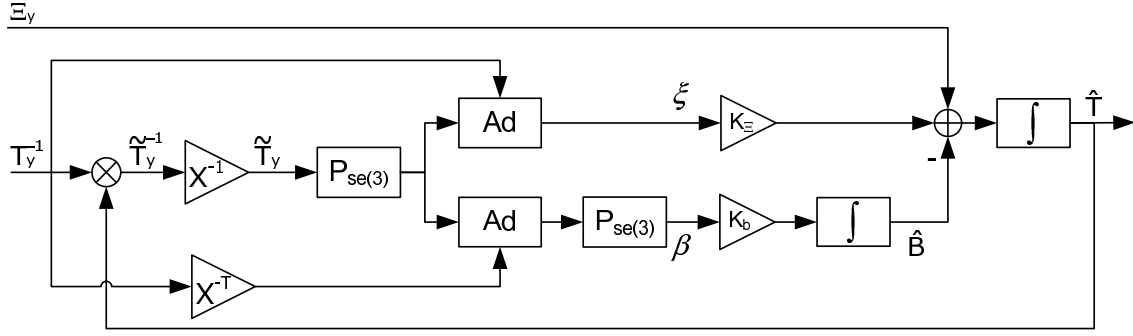 Ξy
T̂
Ad
ξ
KΞ
∫
Ty⁻¹
T̃y⁻¹
X⁻¹
T̃y
Pse(3)
-
Ad
Pse(3)
β
Kb
∫
B̂
X⁻ᵀ